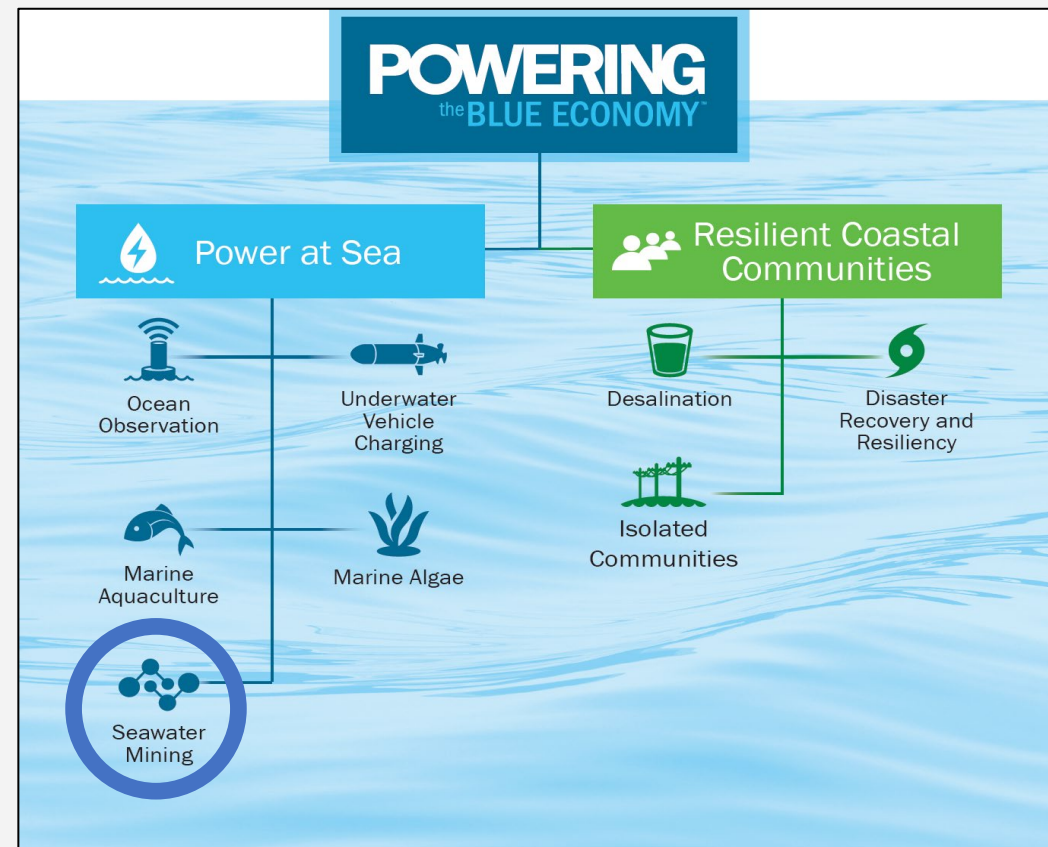 POWERING
the BLUE ECONOMY™
Power at Sea
Resilient Coastal
Communities
Ocean
Observation
Underwater
Vehicle
Charging
Desalination
Disaster
Recovery and
Resiliency
Marine
Aquaculture
Marine Algae
Isolated
Communities
Seawater
Mining